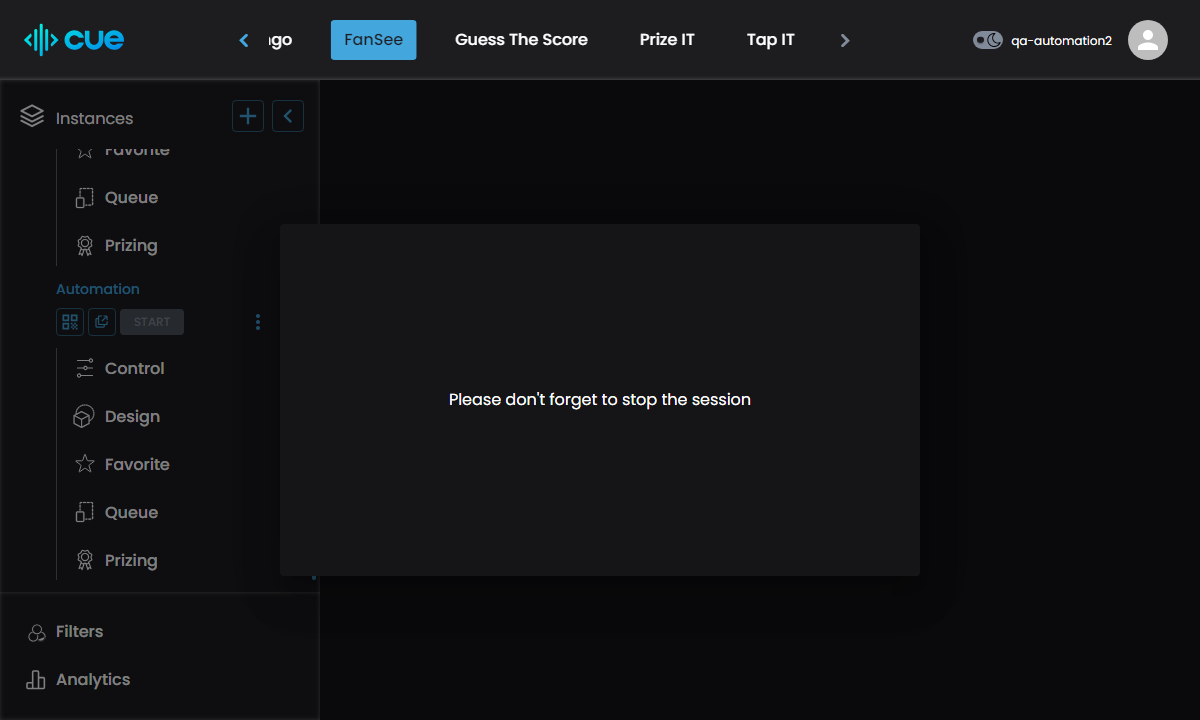 cue
ngo
FanSee
Guess The Score
Prize IT
Tap IT
qa-automation2
Instances
Favorite
Queue
Prizing
Automation
START
Control
Design
Favorite
Queue
Prizing
Filters
Analytics
Please don't forget to stop the session